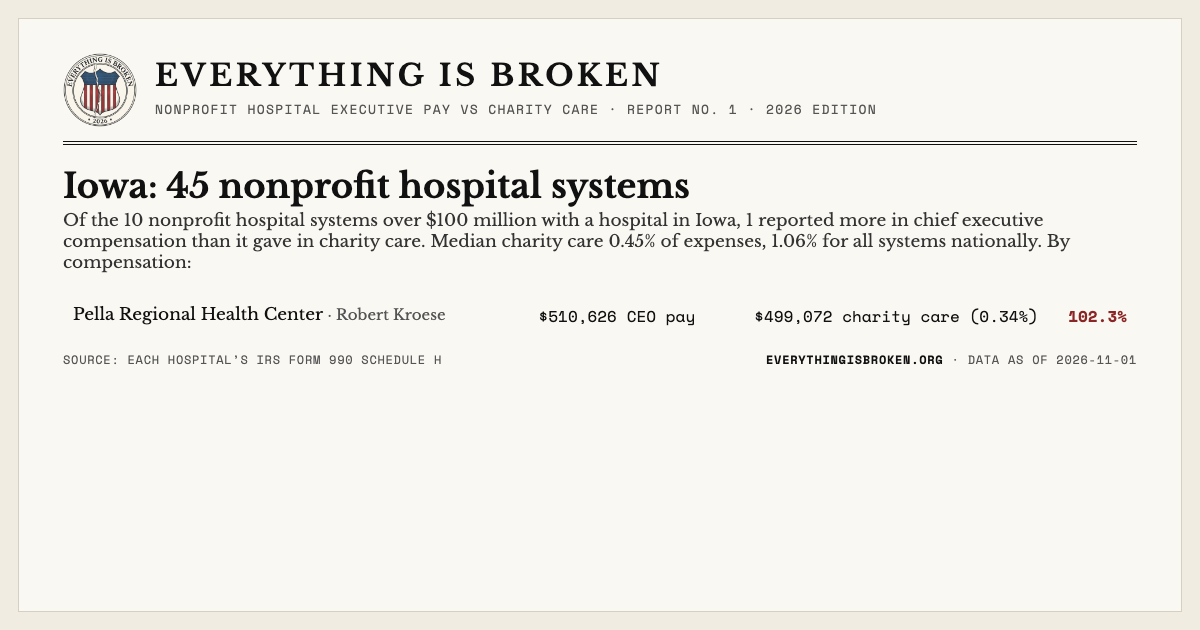 EVERYTHING IS BROKEN
· 2026 ·
EVERYTHING IS BROKEN
NONPROFIT HOSPITAL EXECUTIVE PAY VS CHARITY CARE · REPORT NO. 1 · 2026 EDITION
Iowa: 45 nonprofit hospital systems
Of the 10 nonprofit hospital systems over $100 million with a hospital in Iowa, 1 reported more in chief executive
compensation than it gave in charity care. Median charity care 0.45% of expenses, 1.06% for all systems nationally. By
compensation:
Pella Regional Health Center · Robert Kroese $510,626 CEO pay $499,072 charity care (0.34%) 102.3%
SOURCE: EACH HOSPITAL'S IRS FORM 990 SCHEDULE H EVERYTHINGISBROKEN.ORG · DATA AS OF 2026-11-01